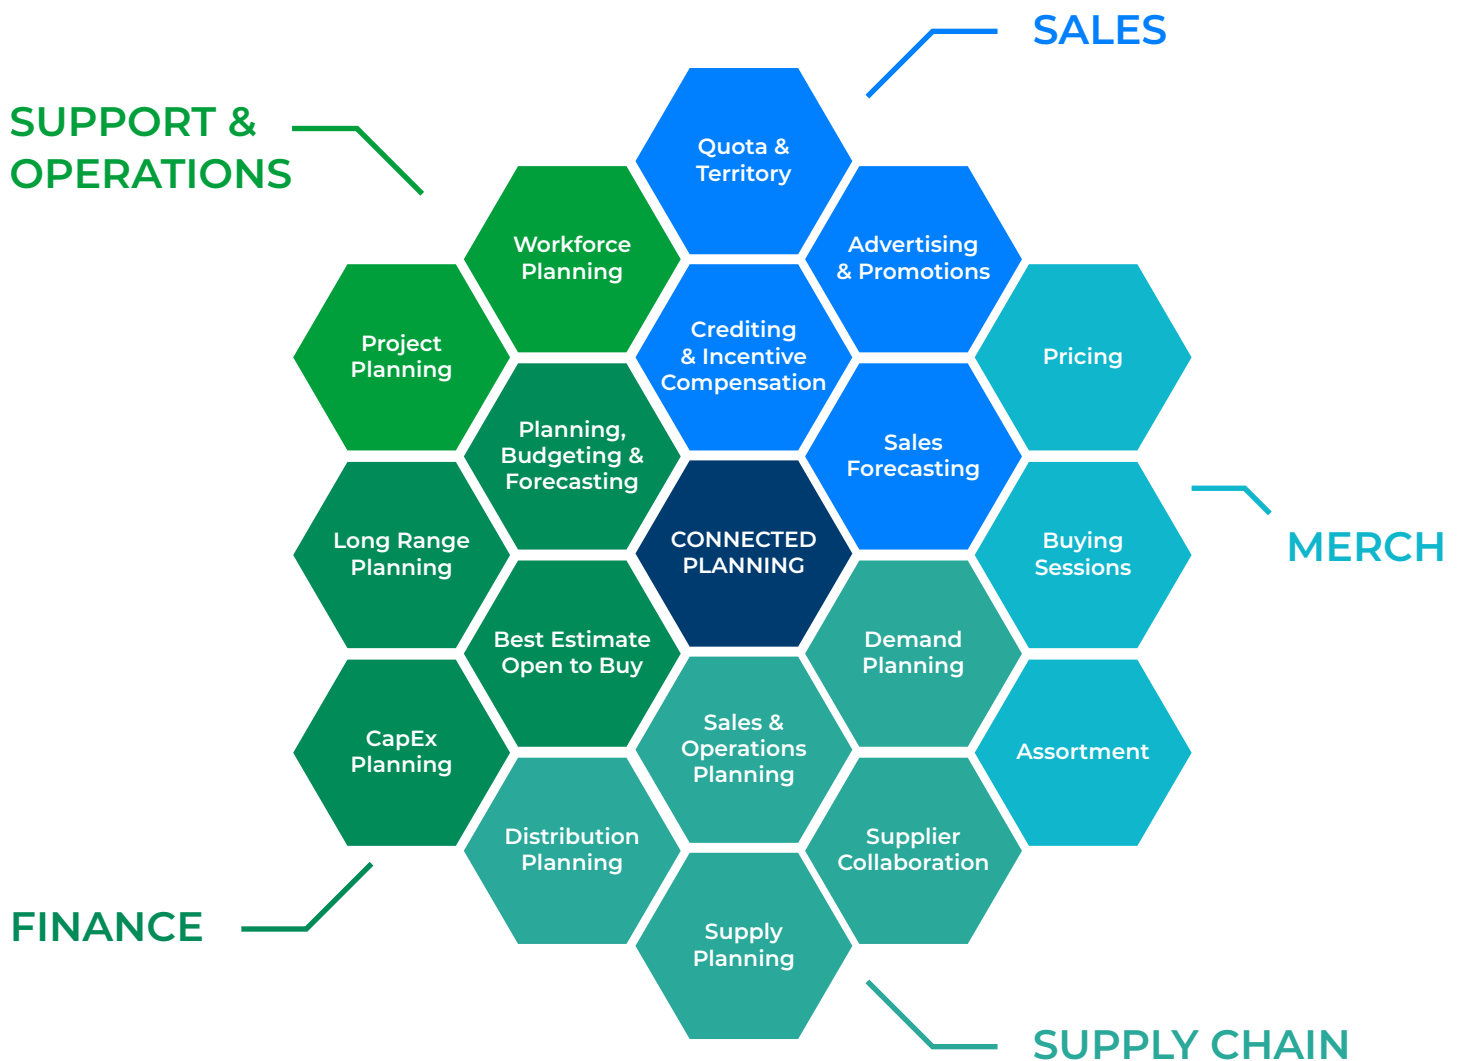 SALES
SUPPORT &
OPERATIONS
Quota &
Territory
Workforce
Planning
Advertising
& Promotions
Project
Planning
Crediting
& Incentive
Compensation
Pricing
Planning,
Budgeting &
Forecasting
Sales
Forecasting
Long Range
Planning
CONNECTED
PLANNING
Buying
Sessions
MERCH
Best Estimate
Open to Buy
Demand
Planning
CapEx
Planning
Sales &
Operations
Planning
Assortment
Distribution
Planning
Supplier
Collaboration
FINANCE
Supply
Planning
SUPPLY CHAIN